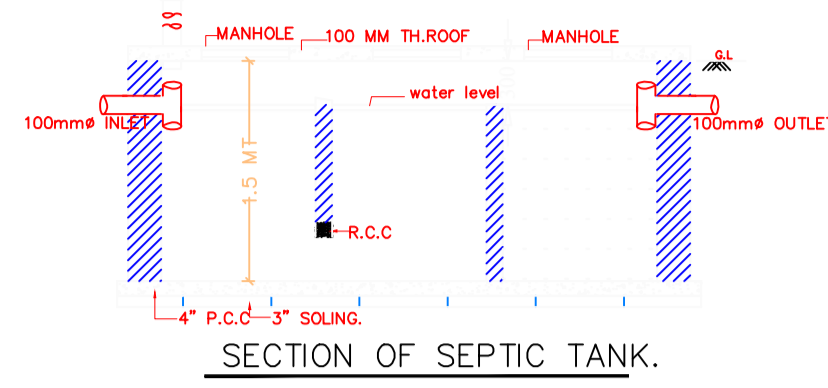 MANHOLE
100 MM TH.ROOF
MANHOLE
G.L
water level
100mmø INLET
100mmø OUTLET
1.5 MT
R.C.C
4" P.C.C
3" SOLING.
SECTION OF SEPTIC TANK.